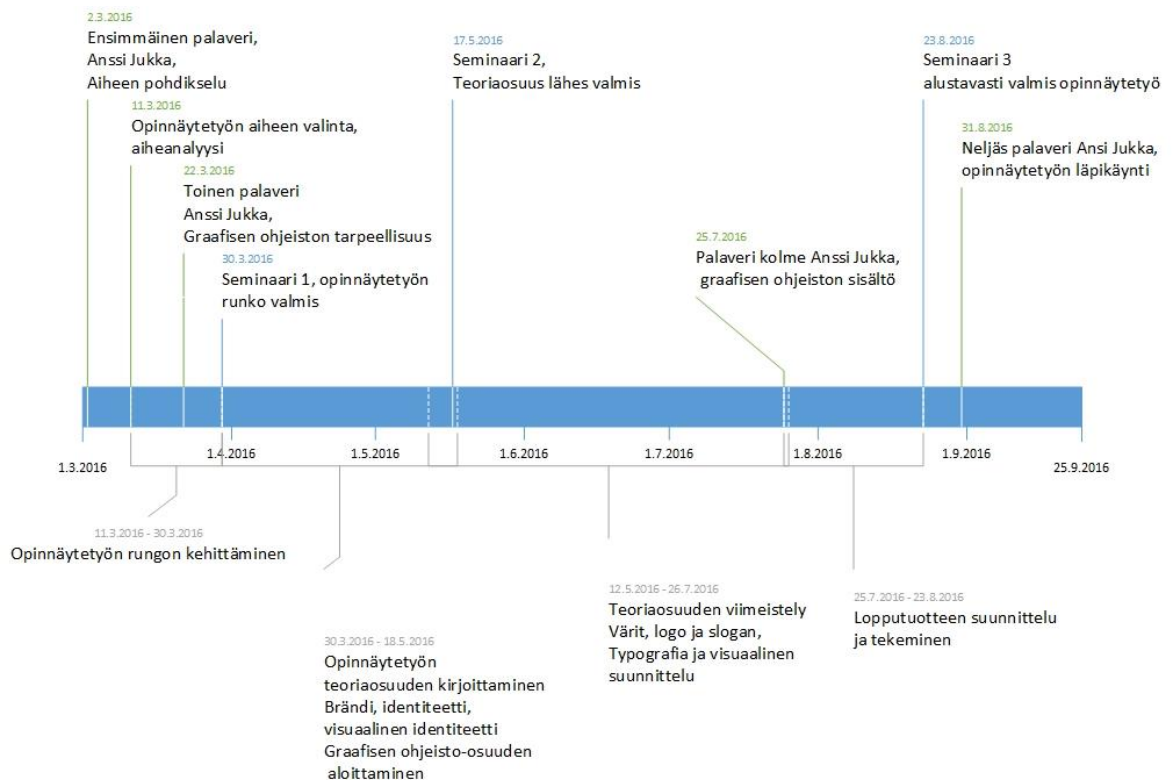 2.3.2016
Ensimmäinen palaveri,
Anssi Jukka,
Aiheen pohdikselu
11.3.2016
Opinnäytetyön aiheen valinta,
aiheanalyysi
22.3.2016
Toinen palaveri
Anssi Jukka,
Graafisen ohjeiston tarpeellisuus
30.3.2016
Seminaari 1, opinnäytetyön
runko valmis
17.5.2016
Seminaari 2,
Teoriaosuus lähes valmis
25.7.2016
Palaveri kolme Anssi Jukka,
graafisen ohjeiston sisältö
23.8.2016
Seminaari 3
alustavasti valmis opinnäytetyö
31.8.2016
Neljäs palaveri Ansi Jukka,
opinnäytetyön läpikäynti
1.3.2016
1.4.2016
1.5.2016
1.6.2016
1.7.2016
1.8.2016
1.9.2016
25.9.2016
11.3.2016 - 30.3.2016
Opinnäytetyön rungon kehittäminen
30.3.2016 - 18.5.2016
Opinnäytetyön
teoriaosuuden kirjoittaminen
Brändi, identiteetti,
visuaalinen identiteetti
Graafisen ohjeisto-osuuden
aloittaminen
12.5.2016 - 26.7.2016
Teoriaosuuden viimeistely
Värit, logo ja slogan,
Typografia ja visuaalinen
suunnittelu
25.7.2016 - 23.8.2016
Lopputuotteen suunnittelu
ja tekeminen